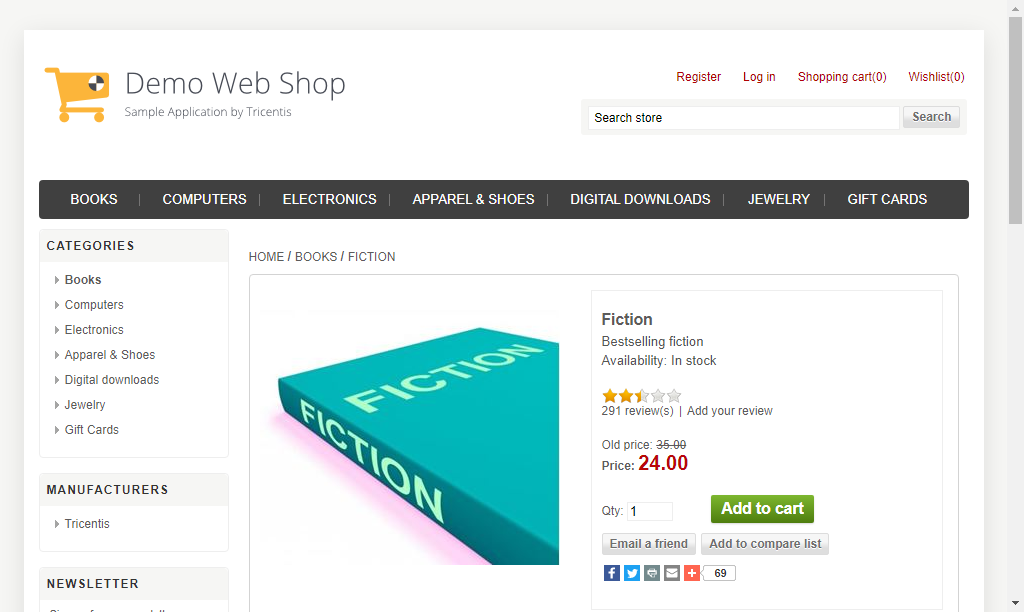 Demo Web Shop
Sample Application by Tricentis
Register Log in Shopping cart(0) Wishlist(0)
Search store Search
BOOKS COMPUTERS ELECTRONICS APPAREL & SHOES DIGITAL DOWNLOADS JEWELRY GIFT CARDS
CATEGORIES
Books
Computers
Electronics
Apparel & Shoes
Digital downloads
Jewelry
Gift Cards
MANUFACTURERS
Tricentis
NEWSLETTER
HOME / BOOKS / FICTION
FICTION
FICTION
Fiction
Bestselling fiction
Availability: In stock
291 review(s) | Add your review
Old price: 35.00
Price: 24.00
Qty: 1 Add to cart
Email a friend Add to compare list
69